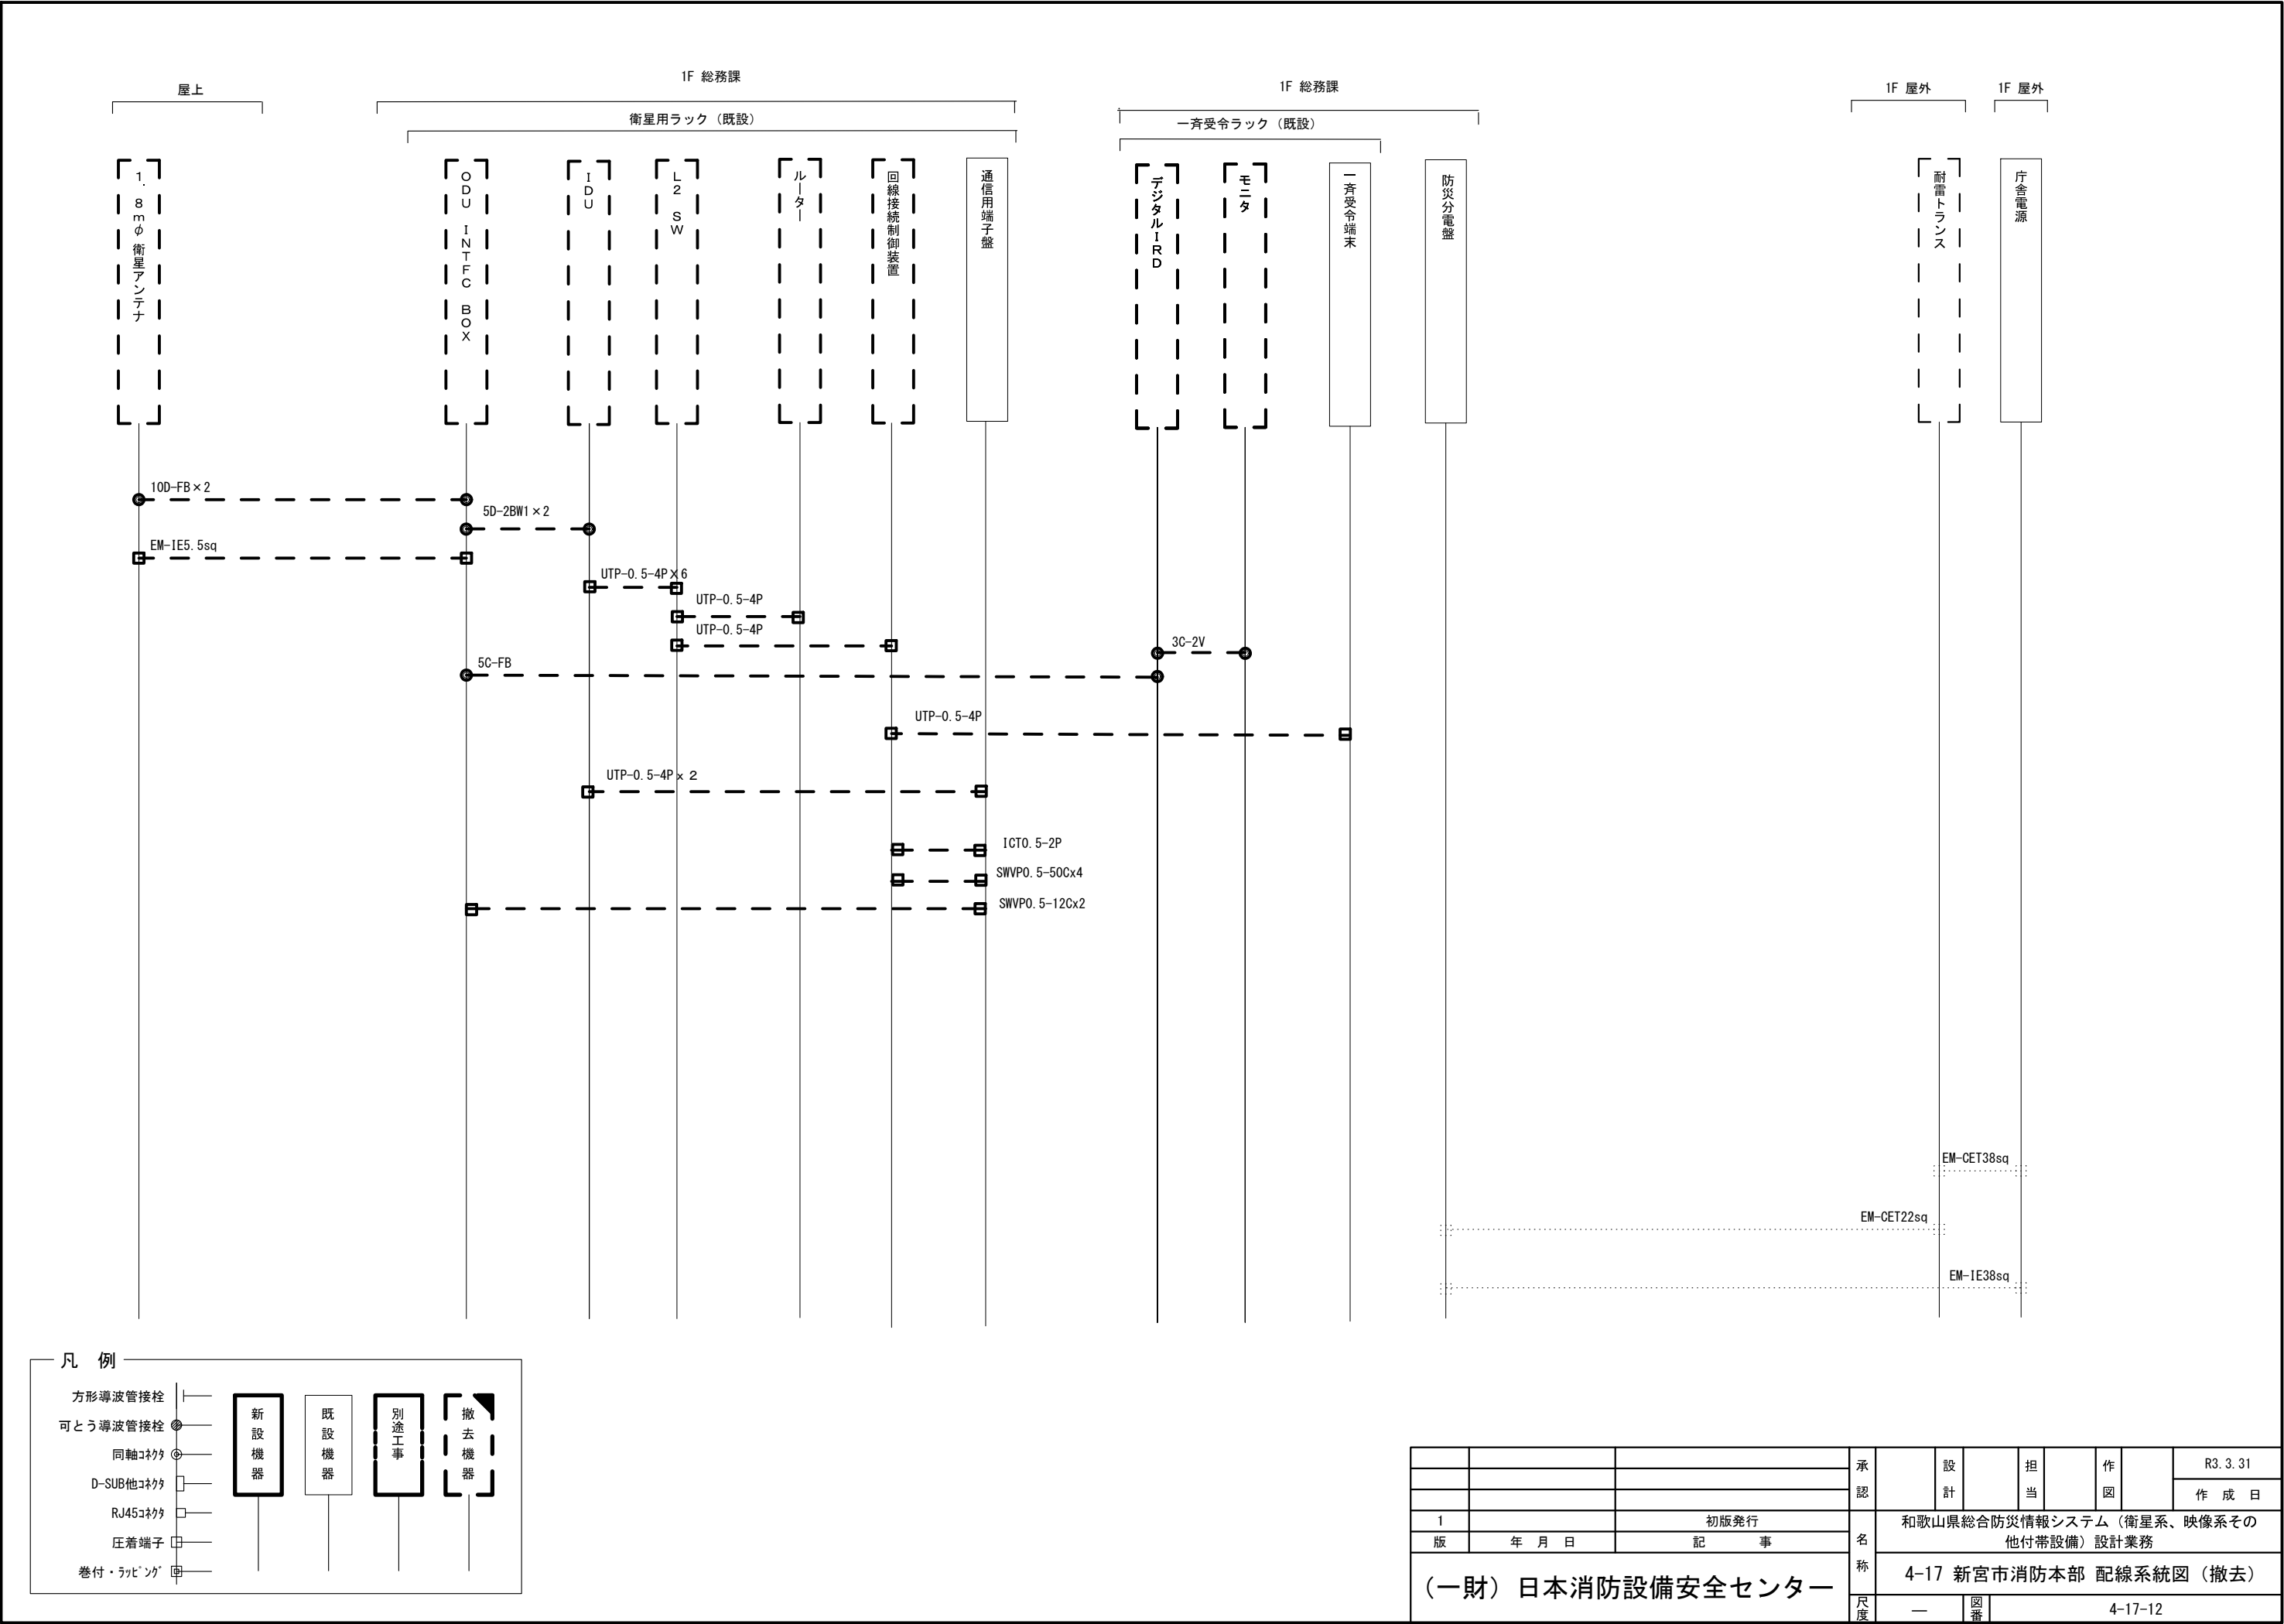 屋上
1F 総務課
衛星用ラック（既設）
1F 総務課
一斉受令ラック（既設）
1F 屋外
1F 屋外
1．8ｍφ衛星アンテナ
ODU INTFC BOX
IDU
L2 SW
ルーター
回線接続制御装置
通信用端子盤
デジタルIRD
モニタ
一斉受令端末
防災分電盤
耐雷トランス
庁舎電源
10D-FB×2
5D-2BW1×2
EM-IE5.5sq
UTP-0.5-4P×6
UTP-0.5-4P
UTP-0.5-4P
3C-2V
5C-FB
UTP-0.5-4P
UTP-0.5-4P x 2
ICT0.5-2P
SWVP0.5-50Cx4
SWVP0.5-12Cx2
EM-CET38sq
EM-CET22sq
EM-IE38sq
凡 例
方形導波管接栓
可とう導波管接栓
同軸ｺﾈｸﾀ
D-SUB他ｺﾈｸﾀ
RJ45ｺﾈｸﾀ
圧着端子
巻付・ﾗｯﾋﾟﾝｸﾞ
新設機器
既設機器
別途工事
撤去機器
承認
設計
担当
作図
R3.3.31
作 成 日
1
初版発行
版
年 月 日
記 事
名称
和歌山県総合防災情報システム（衛星系、映像系その
他付帯設備）設計業務
（一財）日本消防設備安全センター
4-17 新宮市消防本部 配線系統図（撤去）
尺度
―
図番
4-17-12